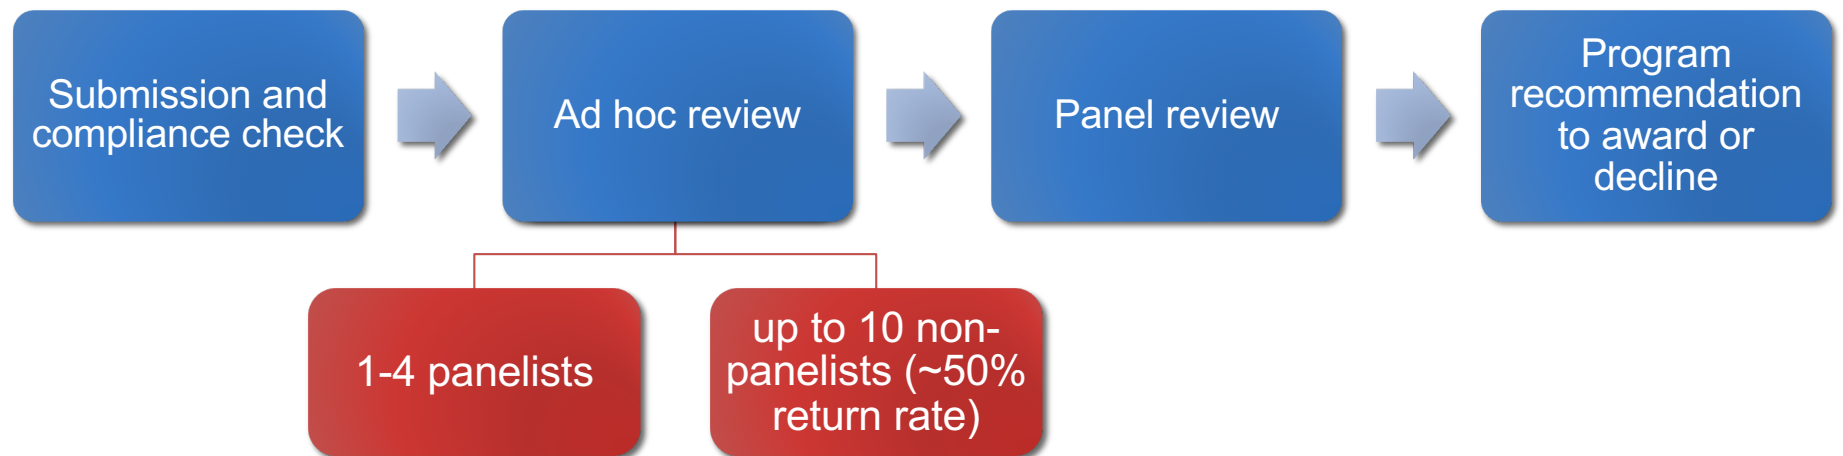 Submission and
compliance check
Ad hoc review
Panel review
Program
recommendation
to award or
decline
1-4 panelists
up to 10 non-
panelists (~50%
return rate)